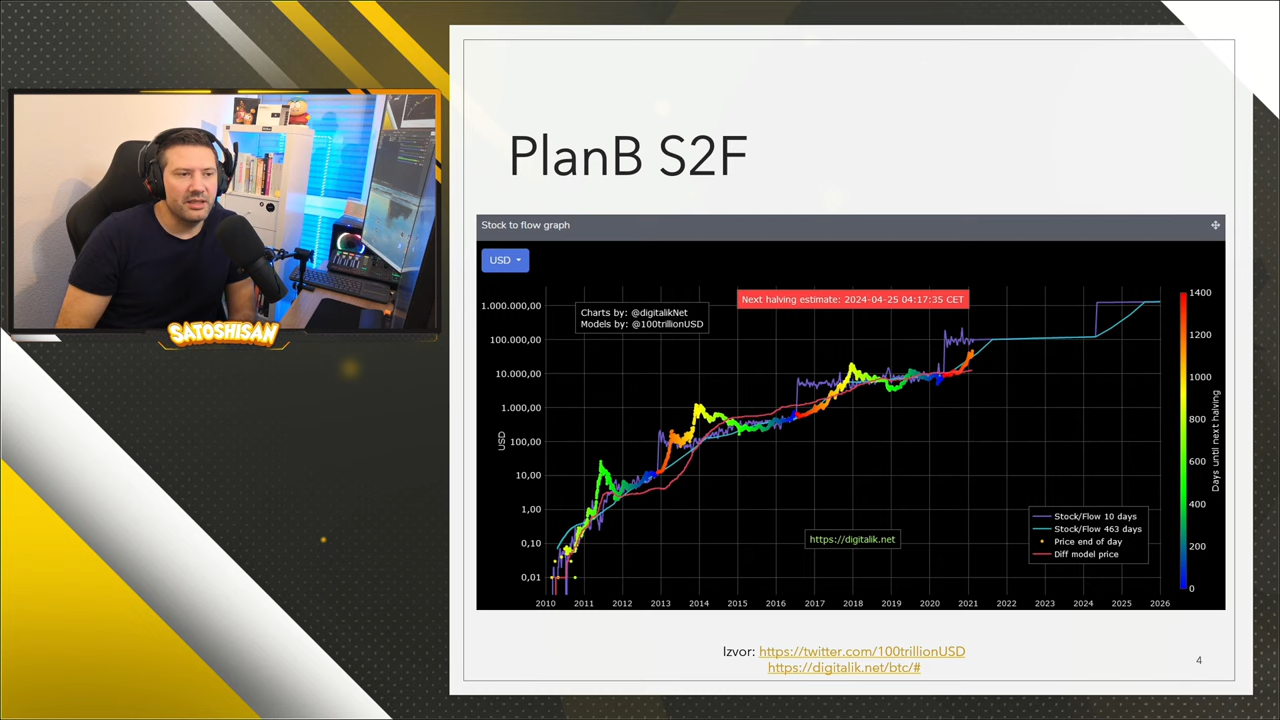 PlanB S2F
SATOSHISAN
Stock to flow graph
USD
Next halving estimate: 2024-04-25 04:17:35 CET
Charts by: @digitalikNet
Models by: @100trillionUSD
1.000.000,00
100.000,00
10.000,00
1.000,00
100,00
10,00
1,00
0,10
0,01
USD
2010 2011 2012 2013 2014 2015 2016 2017 2018 2019 2020 2021 2022 2023 2024 2025 2026
1400
1200
1000
800
600
400
200
0
Days until next halving
Stock/Flow 10 days
Stock/Flow 463 days
Price end of day
Diff model price
https://digitalik.net
Izvor: https://twitter.com/100trillionUSD
https://digitalik.net/btc/#
4